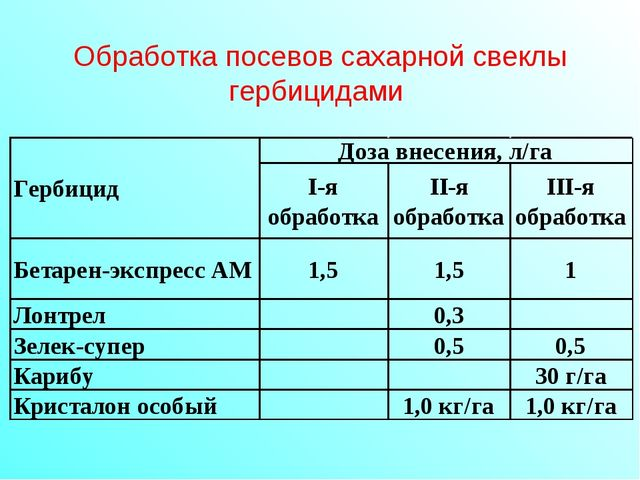 Обработка посевов сахарной свеклы
гербицидами
Гербицид
Доза внесения, л/га
I-я обработка II-я обработка III-я обработка
Бетарен-экспресс АМ 1,5 1,5 1
Лонтрел 0,3
Зелек-супер 0,5 0,5
Карибу 30 г/га
Кристалон особый 1,0 кг/га 1,0 кг/га